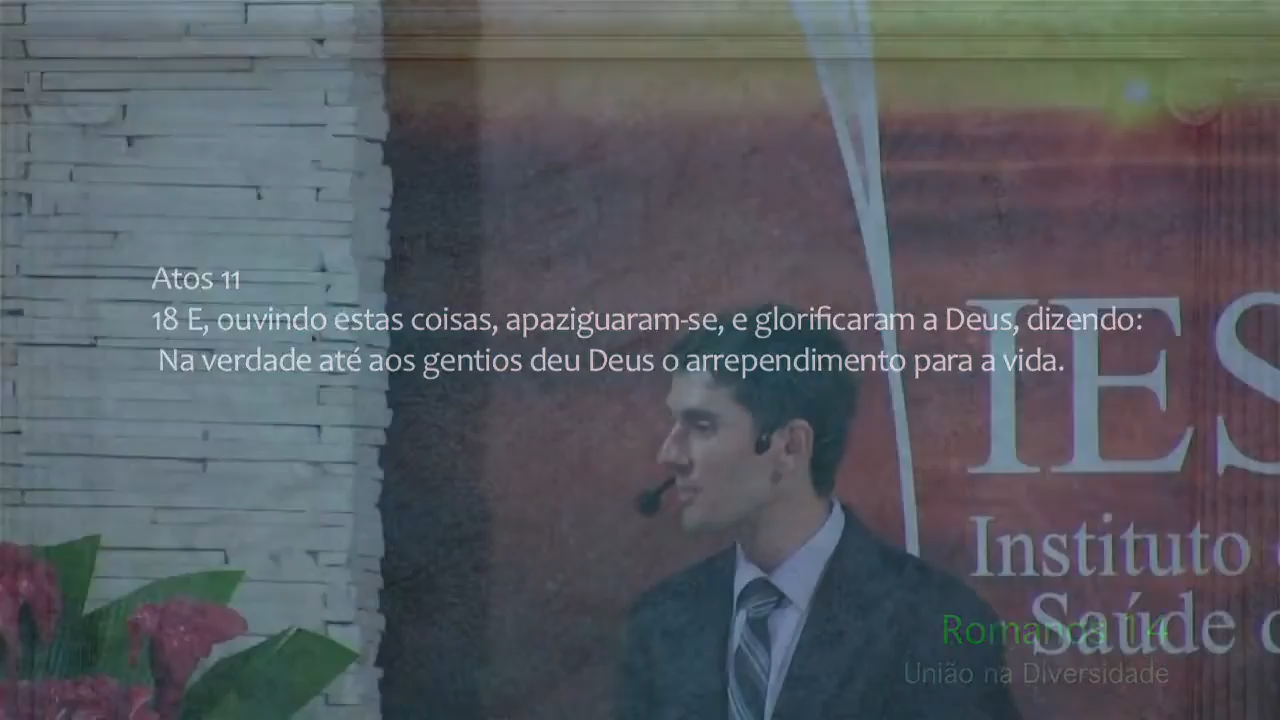 Atos 11
18 E, ouvindo estas coisas, apaziguaram-se, e glorificaram a Deus, dizendo:
Na verdade até aos gentios deu Deus o arrependimento para a vida.
IES
Instituto
Saúde
Romanos 14
União na Diversidade